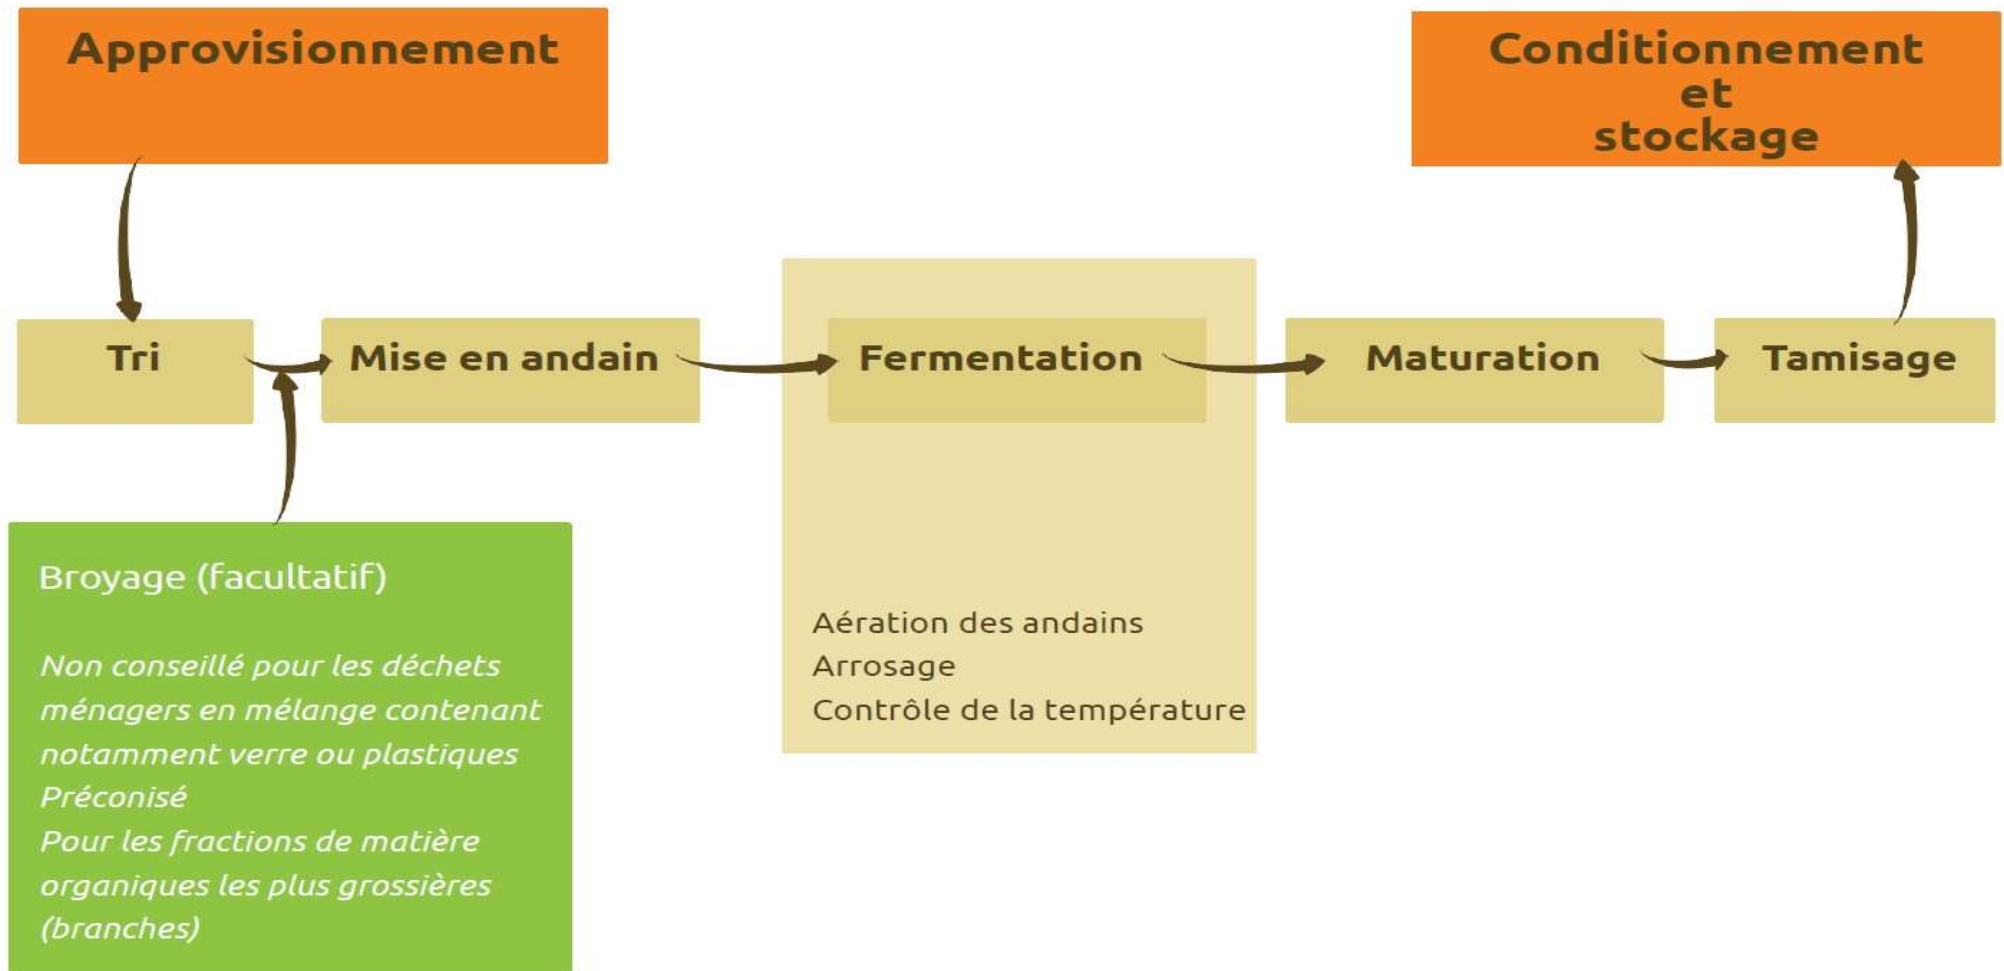 Approvisionnement
Conditionnement
et
stockage
Tri
Mise en andain
Fermentation
Maturation
Tamisage
Broyage (facultatif)
Non conseillé pour les déchets
ménagers en mélange contenant
notamment verre ou plastiques
Préconisé
Pour les fractions de matière
organiques les plus grossières
(branches)
Aération des andains
Arrosage
Contrôle de la température